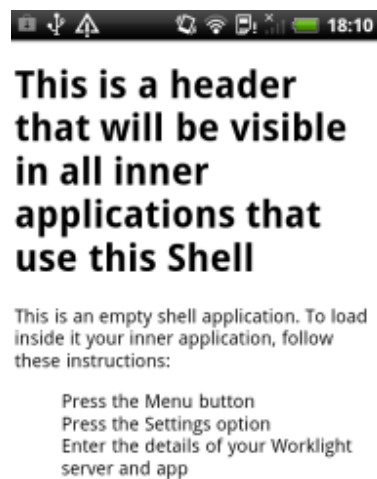 18:10
This is a header
that will be visible
in all inner
applications that
use this Shell
This is an empty shell application. To load
inside it your inner application, follow
these instructions:
Press the Menu button
Press the Settings option
Enter the details of your Worklight
server and app